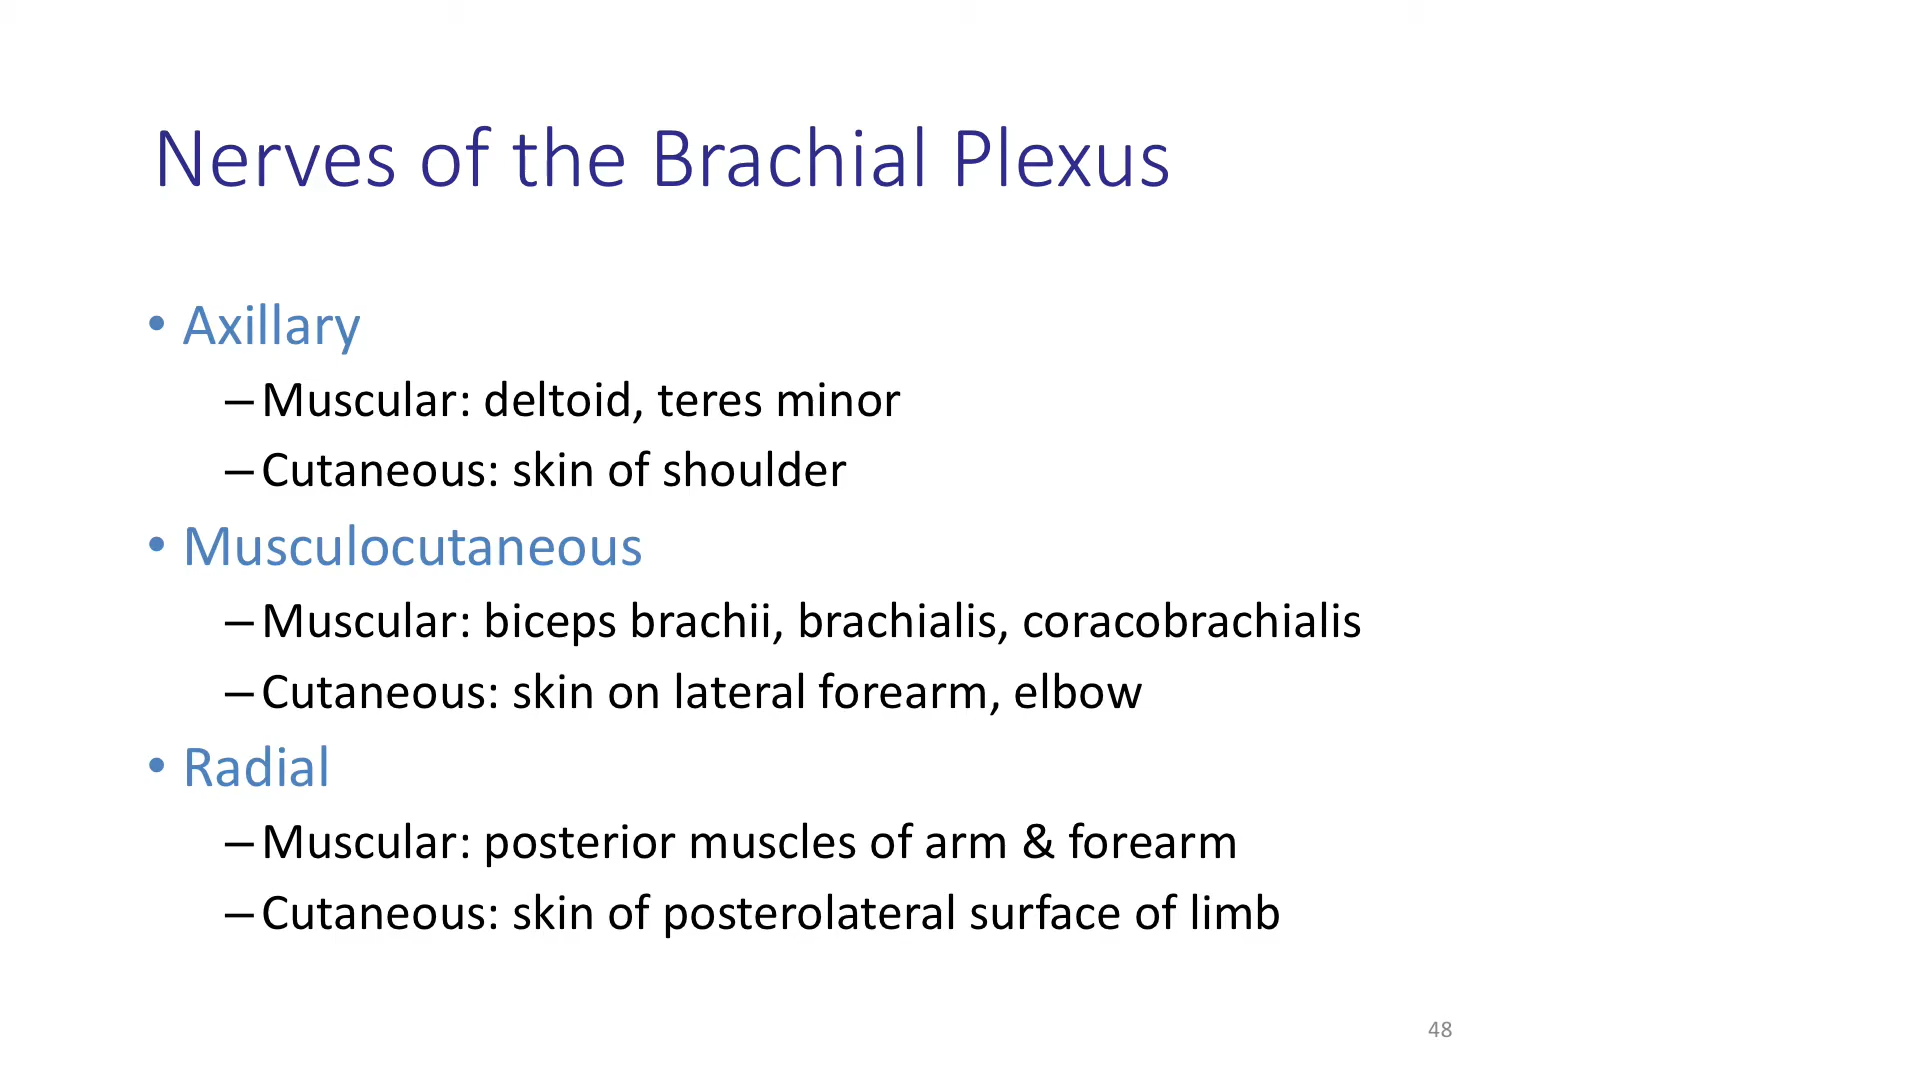 Nerves of the Brachial Plexus
• Axillary
–Muscular: deltoid, teres minor
–Cutaneous: skin of shoulder
• Musculocutaneous
–Muscular: biceps brachii, brachialis, coracobrachialis
–Cutaneous: skin on lateral forearm, elbow
• Radial
–Muscular: posterior muscles of arm & forearm
–Cutaneous: skin of posterolateral surface of limb
48